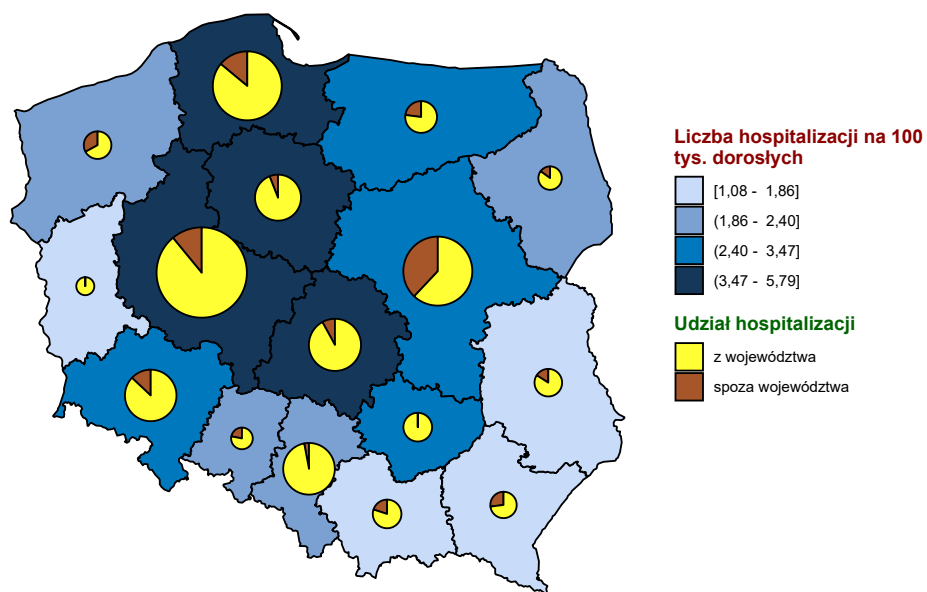 Liczba hospitalizacji na 100
tys. dorosłych
[1,08 - 1,86]
(1,86 - 2,40]
(2,40 - 3,47]
(3,47 - 5,79]
Udział hospitalizacji
z województwa
spoza województwa